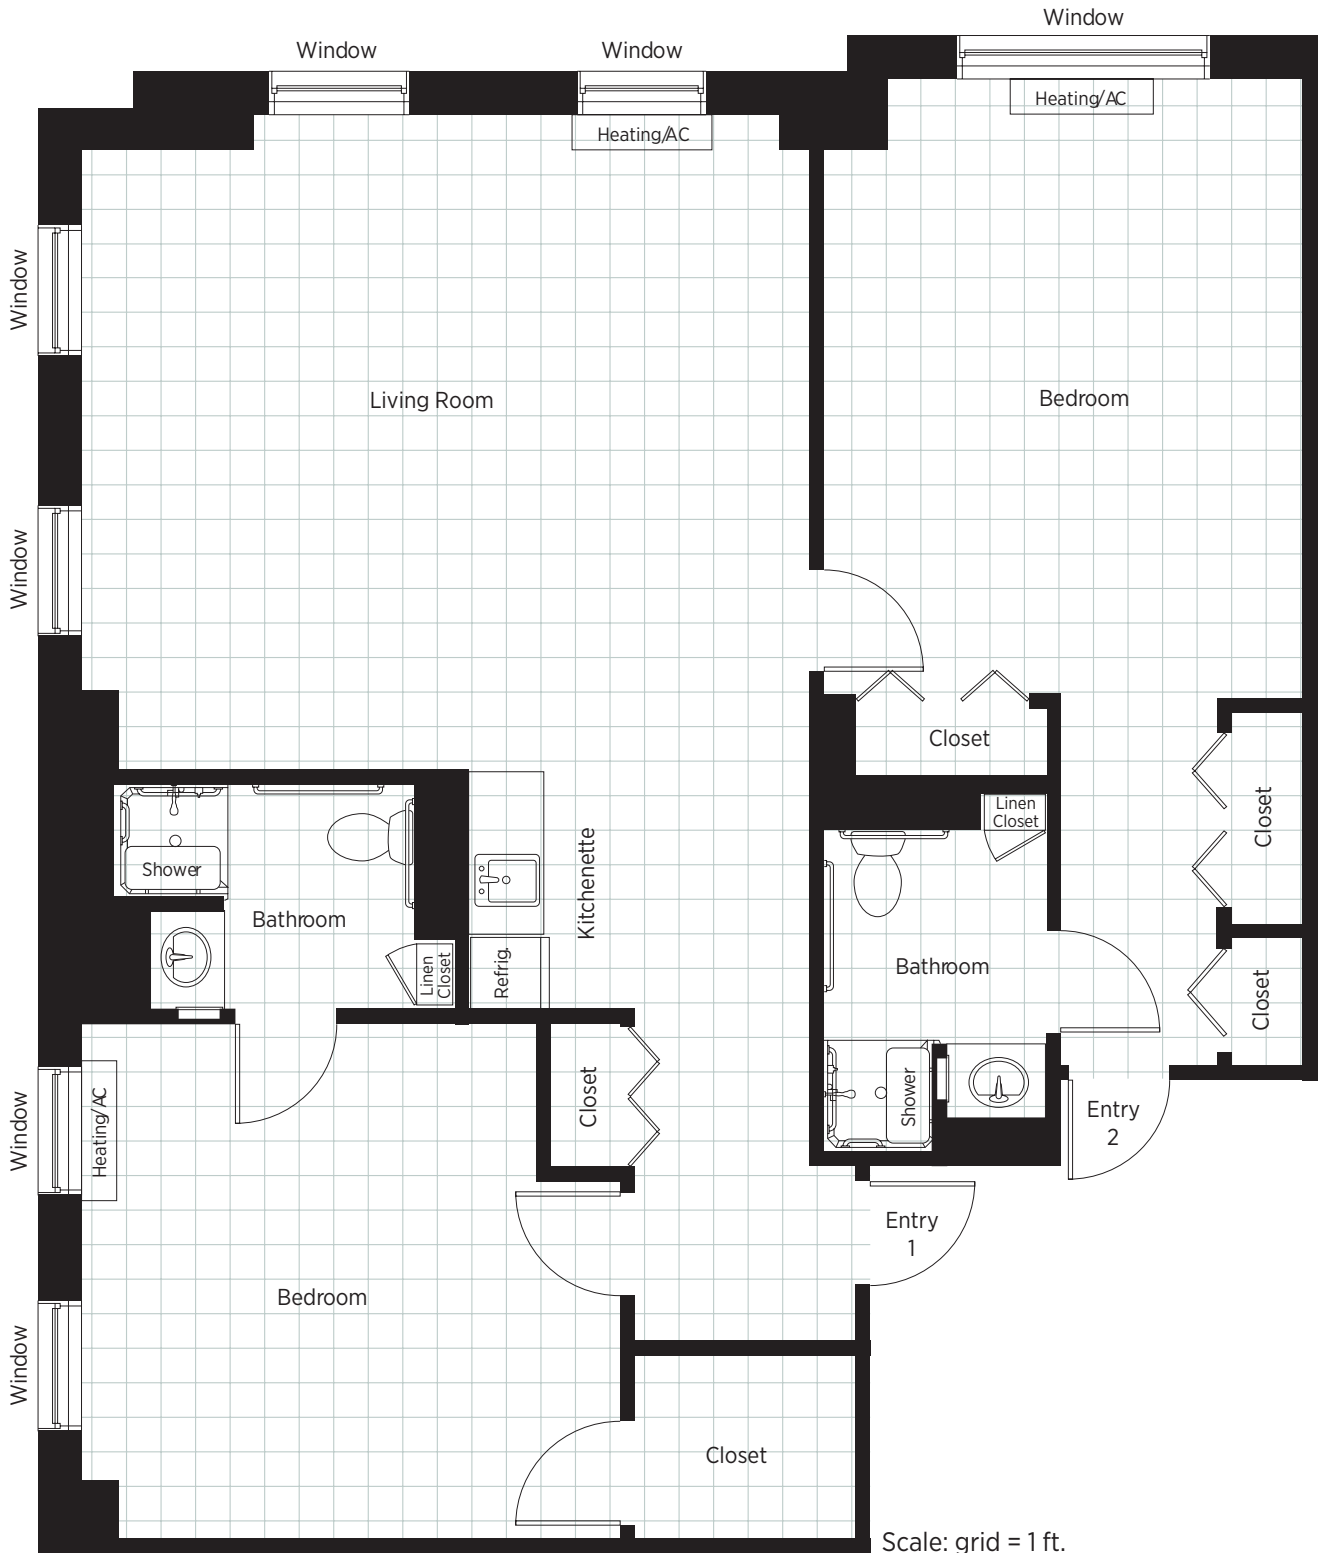 Window
Window
Window
Heating/AC
Heating/AC
Window
Living Room
Bedroom
Window
Closet
Linen
Closet
Closet
Kitchenette
Shower
Bathroom
Linen
Closet
Refrig.
Bathroom
Closet
Window
Heating/AC
Closet
Shower
Entry
2
Entry
1
Bedroom
Window
Closet
Scale: grid = 1 ft.